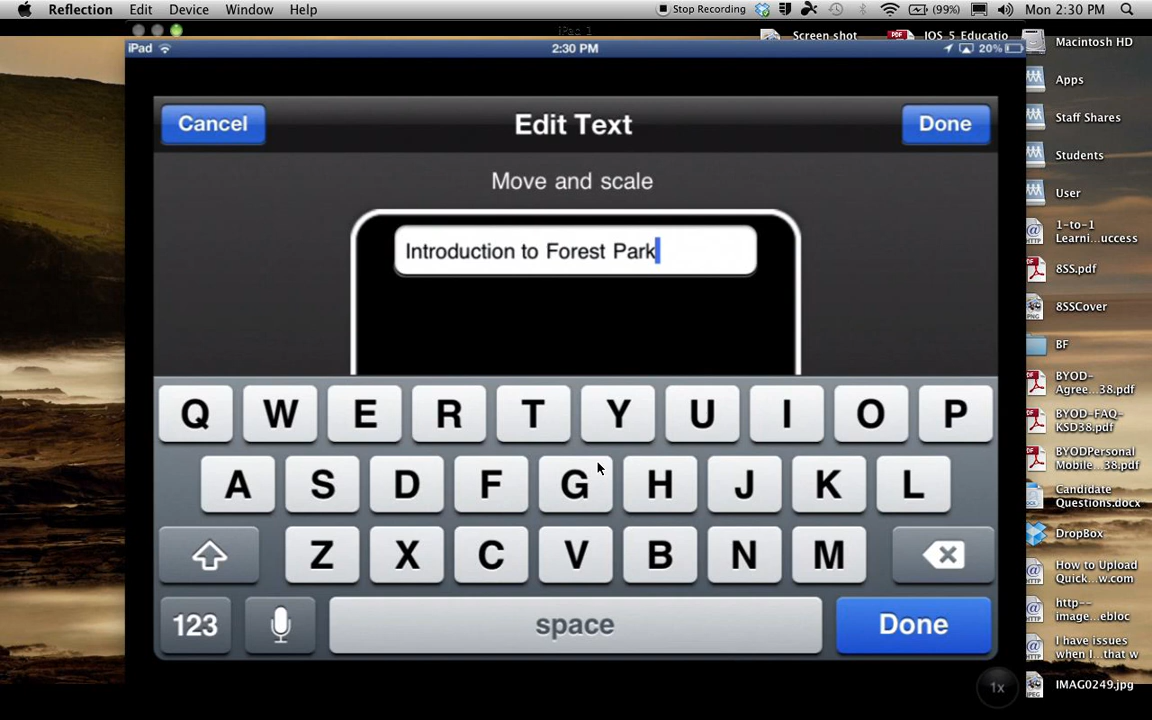 Reflection Edit Device Window Help
Stop Recording (99%) Mon 2:30 PM
iPad 1
Screen shot
IOS_5_Educatio
iPad 2:30 PM 20%
Macintosh HD
Apps
Staff Shares
Students
User
1-to-1
Learni...uccess
8SS.pdf
8SSCover
BF
BYOD-
Agree...38.pdf
BYOD-FAQ-
KSD38.pdf
BYODPersonal
Mobile...38.pdf
Candidate
Questions.docx
DropBox
How to Upload
Quick...w.com
http--
image...ebloc
I have issues
when I...that w
IMAG0249.jpg
Cancel Edit Text Done
Move and scale
Introduction to Forest Park
Q W E R T Y U I O P
A S D F G H J K L
Z X C V B N M
123 space Done
1x